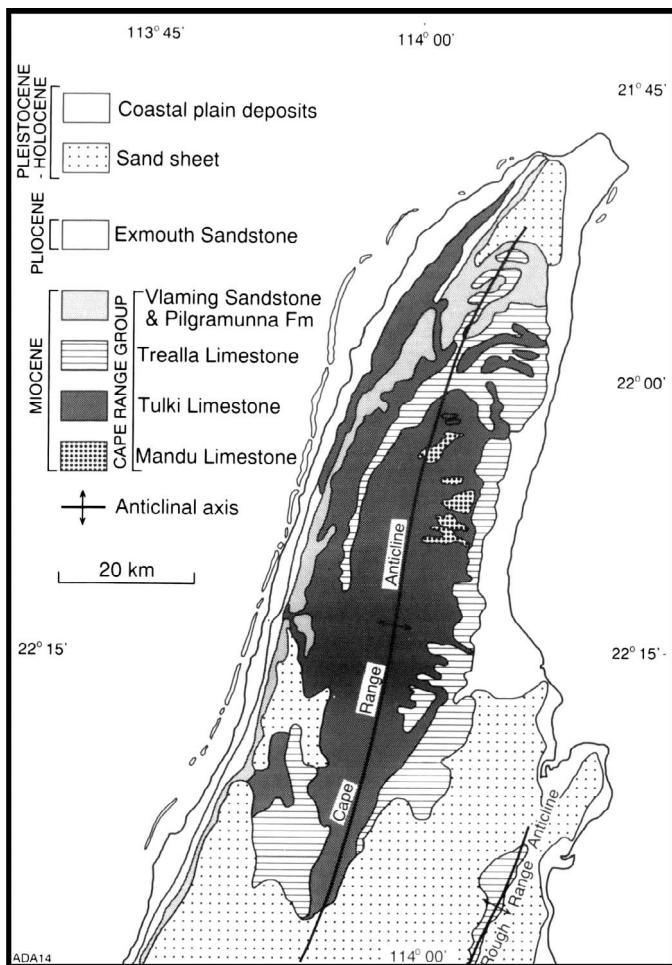 113° 45'
114° 00'
21° 45'
PLEISTOCENE
-HOLOCENE
Coastal plain deposits
Sand sheet
PLIOCENE
Exmouth Sandstone
MIOCENE
CAPE RANGE GROUP
Vlaming Sandstone
& Pilgramunna Fm
Trealla Limestone
Tulki Limestone
Mandu Limestone
Anticlinal axis
20 km
22° 00'
22° 15'
22° 15'
Cape Range Anticline
Rough Range Anticline
ADA14
114° 00'